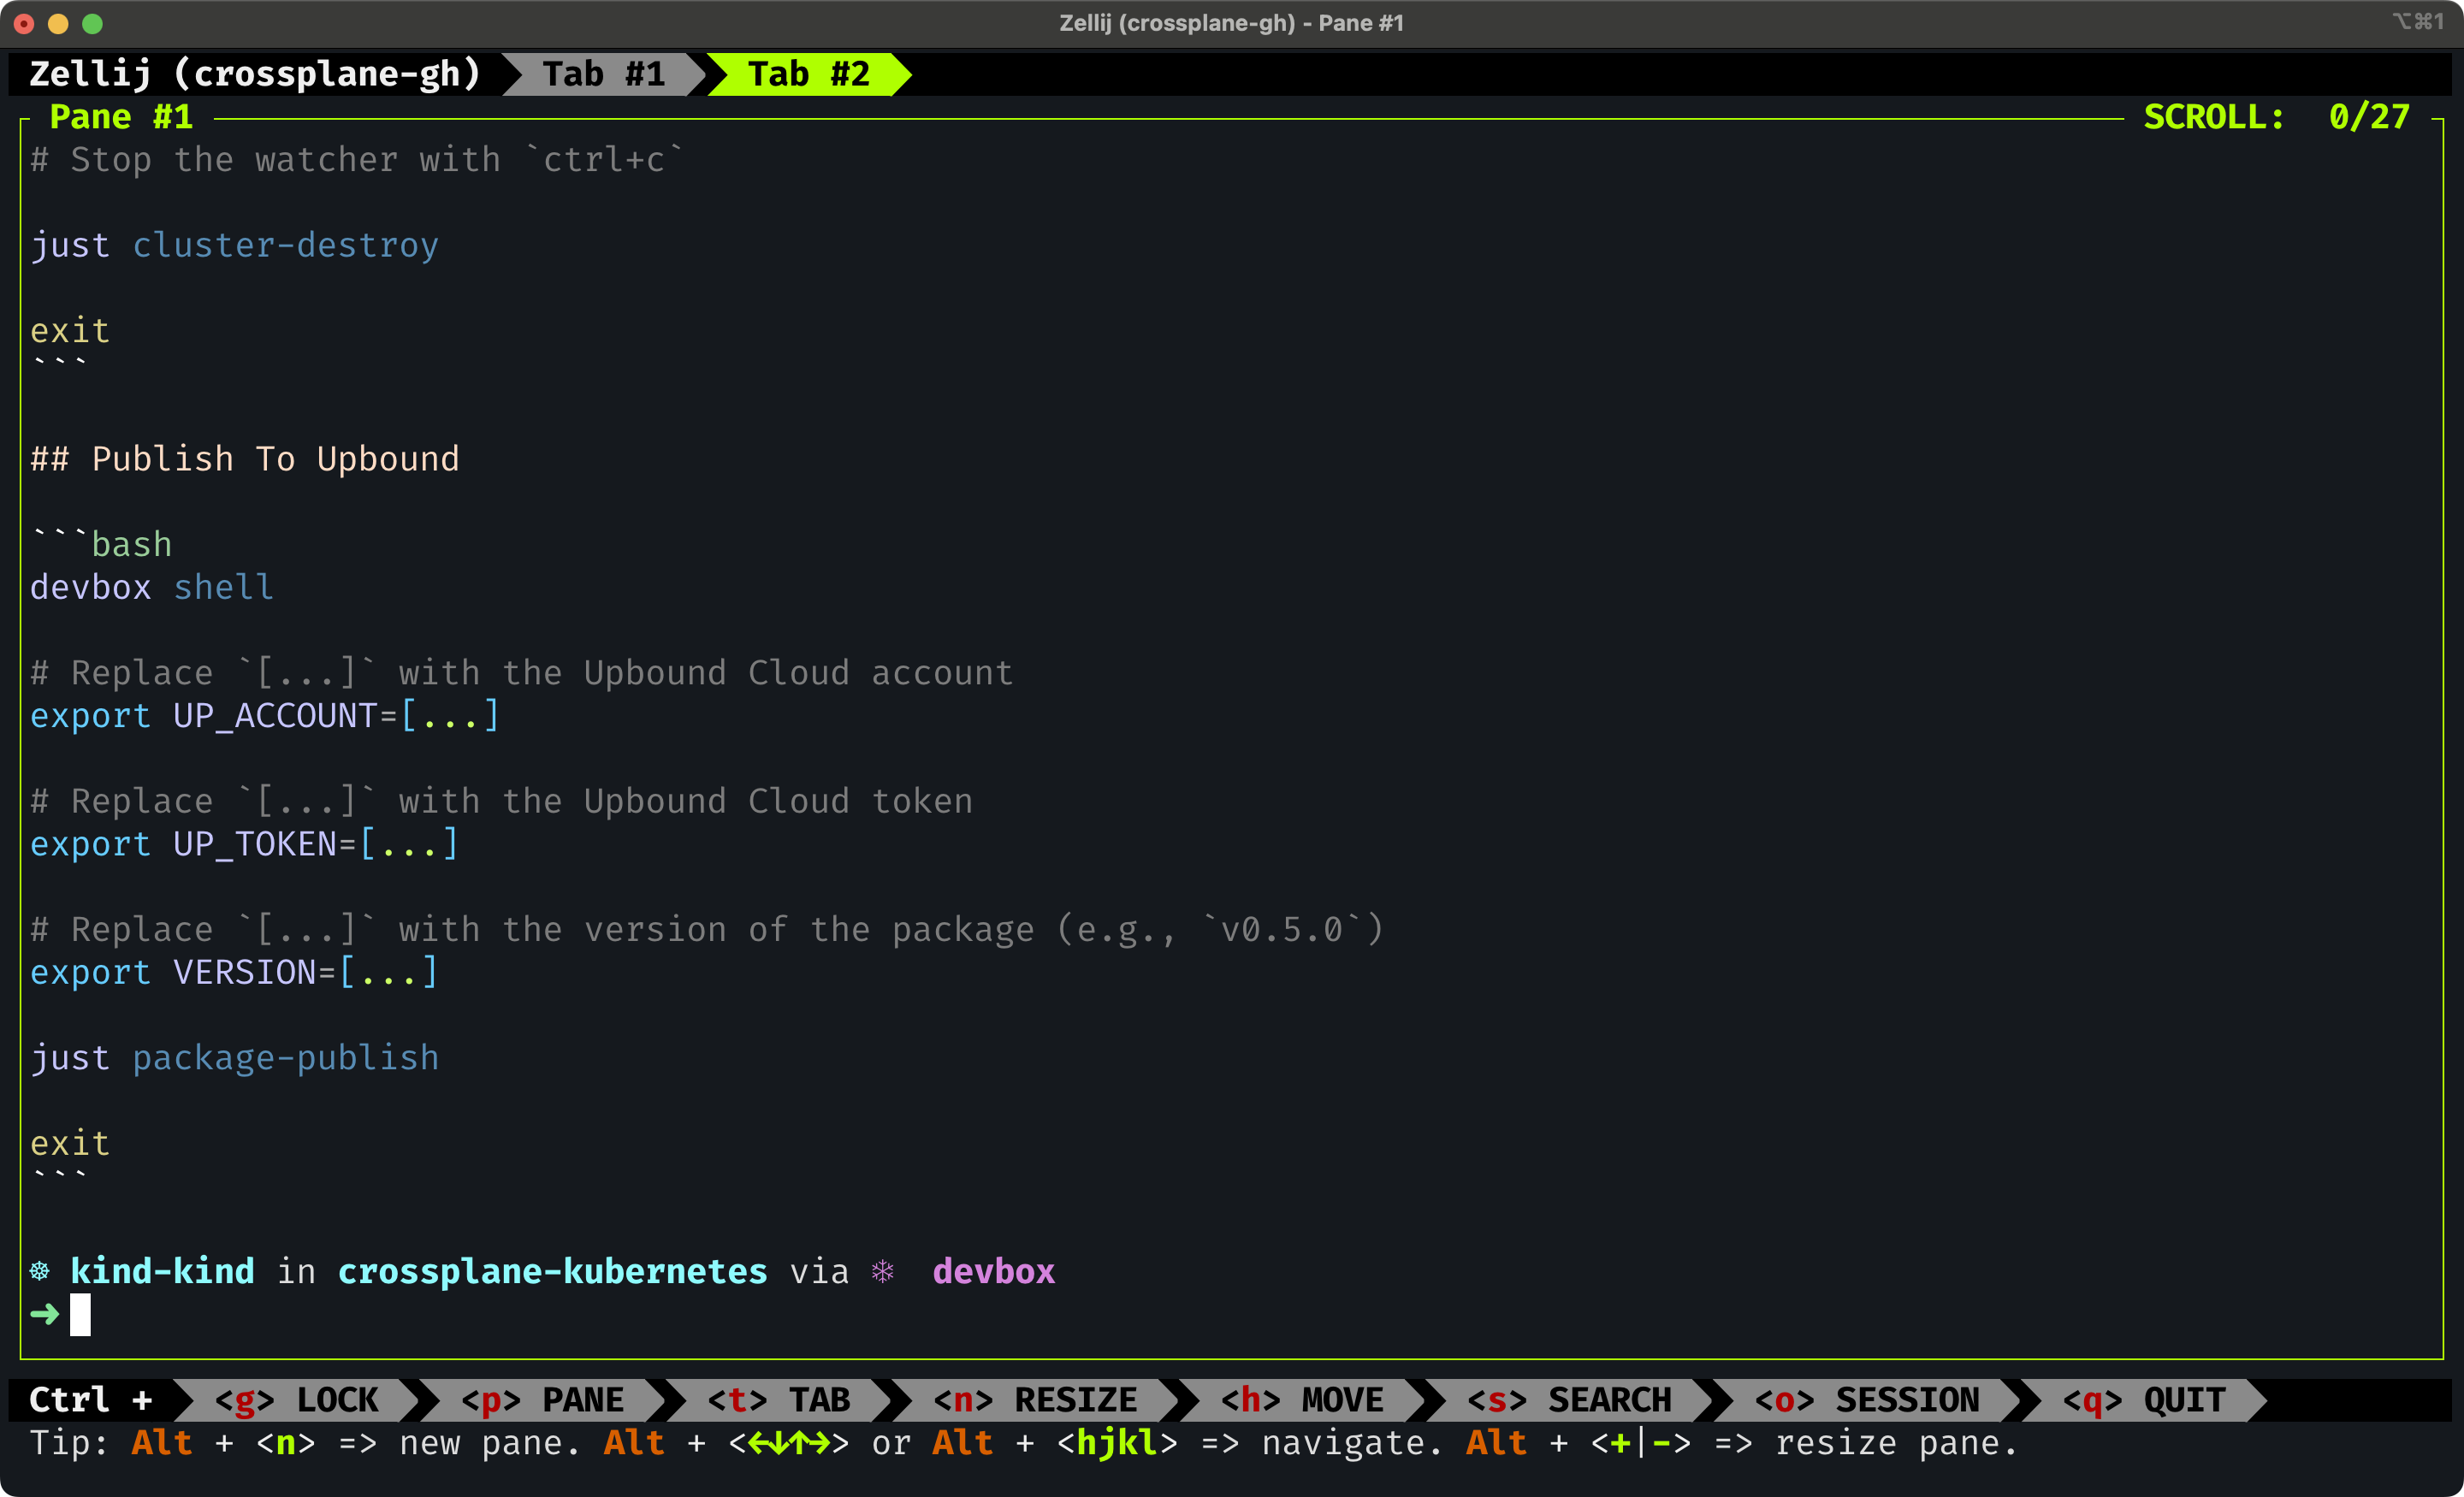 Zellij (crossplane-gh) - Pane #1 ⌥⌘1
Zellij (crossplane-gh) Tab #1 Tab #2
Pane #1 SCROLL: 0/27
# Stop the watcher with `ctrl+c`
just cluster-destroy
exit
```
## Publish To Upbound
```bash
devbox shell
# Replace `[...]` with the Upbound Cloud account
export UP_ACCOUNT=[...]
# Replace `[...]` with the Upbound Cloud token
export UP_TOKEN=[...]
# Replace `[...]` with the version of the package (e.g., `v0.5.0`)
export VERSION=[...]
just package-publish
exit
```
☸ kind-kind in crossplane-kubernetes via ❄ devbox
➜
Ctrl + <g> LOCK <p> PANE <t> TAB <n> RESIZE <h> MOVE <s> SEARCH <o> SESSION <q> QUIT
Tip: Alt + <n> => new pane. Alt + <←↓↑→> or Alt + <hjkl> => navigate. Alt + <+|-> => resize pane.